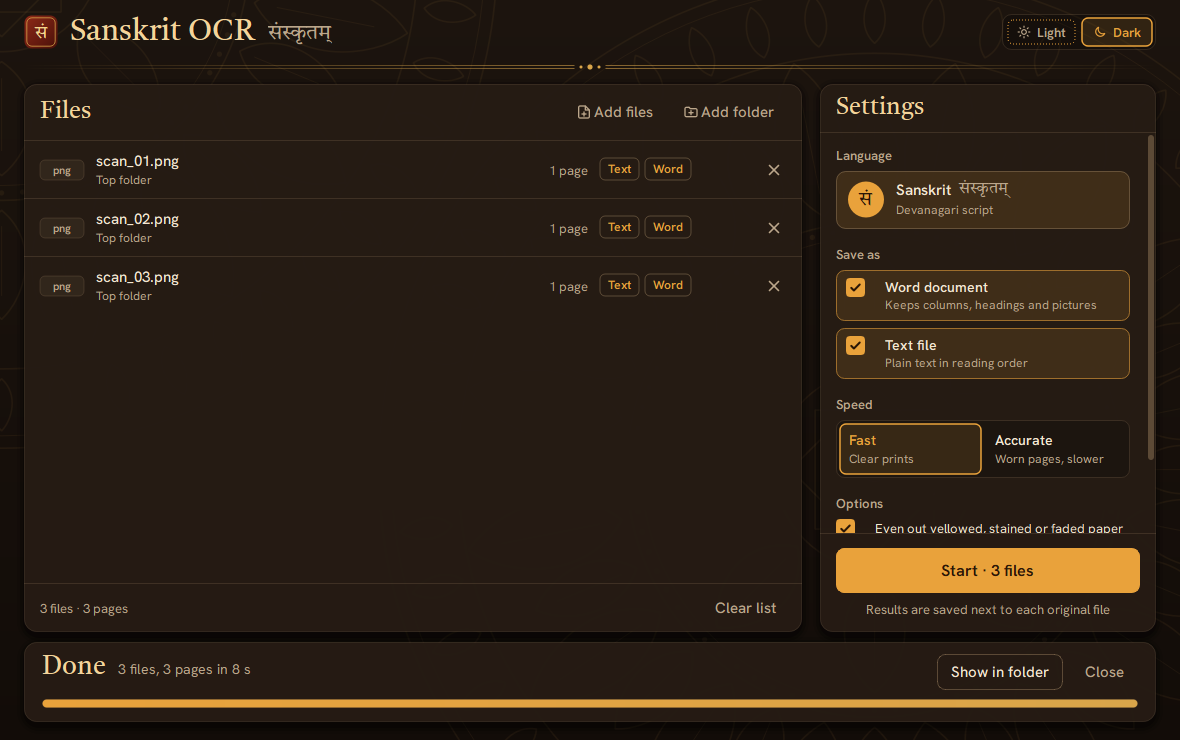 सं Sanskrit OCR संस्कृतम्
Light Dark
Files
Add files Add folder
png scan_01.png 1 page Text Word
Top folder
png scan_02.png 1 page Text Word
Top folder
png scan_03.png 1 page Text Word
Top folder
3 files · 3 pages Clear list
Settings
Language
सं Sanskrit संस्कृतम्
Devanagari script
Save as
Word document
Keeps columns, headings and pictures
Text file
Plain text in reading order
Speed
Fast Accurate
Clear prints Worn pages, slower
Options
Even out yellowed, stained or faded paper
Start · 3 files
Results are saved next to each original file
Done 3 files, 3 pages in 8 s
Show in folder Close